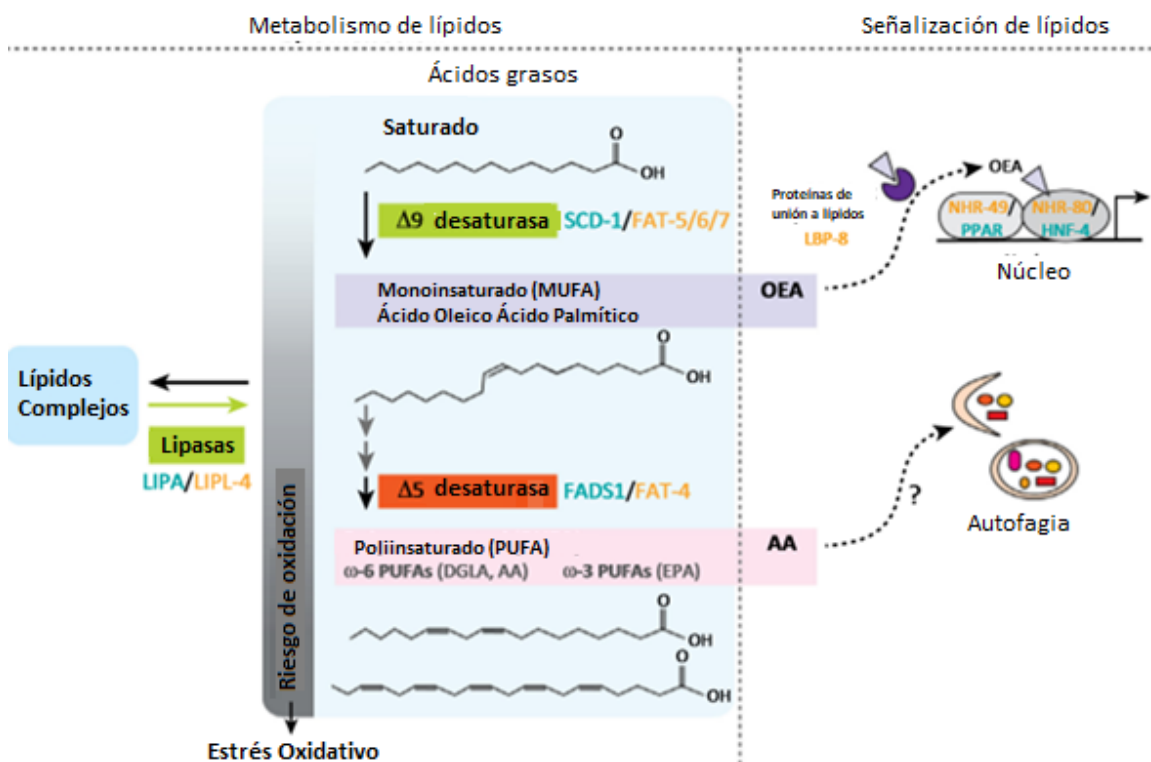 Metabolismo de lípidos
Señalización de lípidos
Ácidos grasos
Saturado
O
OH
Δ9 desaturasa SCD-1/FAT-5/6/7
Monoinsaturado (MUFA)
Ácido Oleico Ácido Palmítico
OEA
O
OH
Lípidos
Complejos
Lipasas
LIPA/LIPL-4
Δ5 desaturasa FADS1/FAT-4
Poliinsaturado (PUFA)
ω-6 PUFAs (DGLA, AA) ω-3 PUFAs (EPA)
AA
O
OH
O
OH
Riesgo de oxidación
Estrés Oxidativo
Proteínas de
unión a lípidos
LBP-8
OEA
NHR-49/ NHR-80/
PPAR HNF-4
Núcleo
?
Autofagia